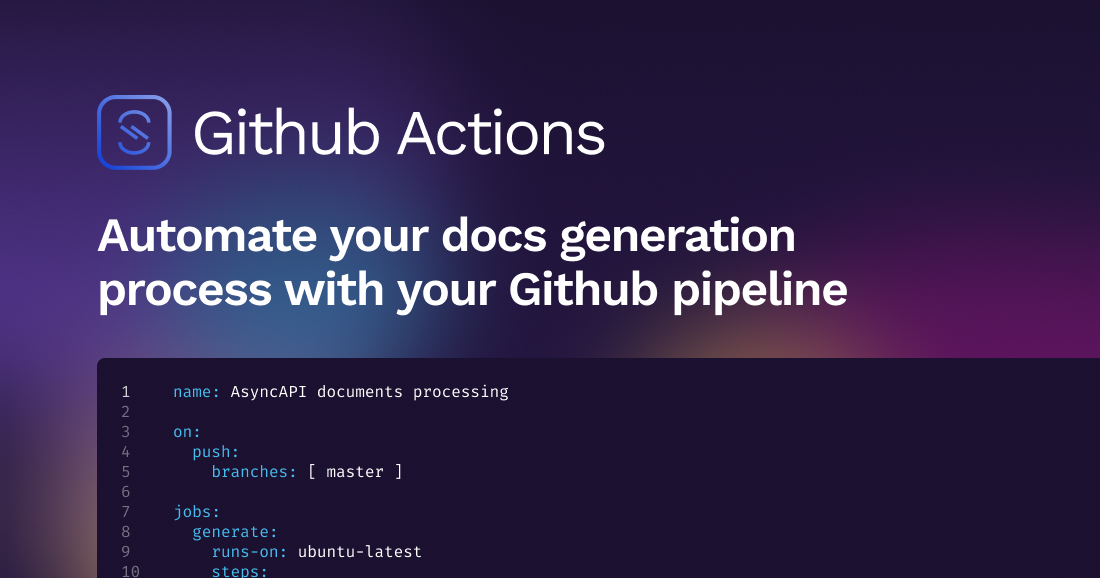 Github Actions
Automate your docs generation
process with your Github pipeline
1 name: AsyncAPI documents processing
2
3 on:
4 push:
5 branches: [ master ]
6
7 jobs:
8 generate:
9 runs-on: ubuntu-latest
10 steps: